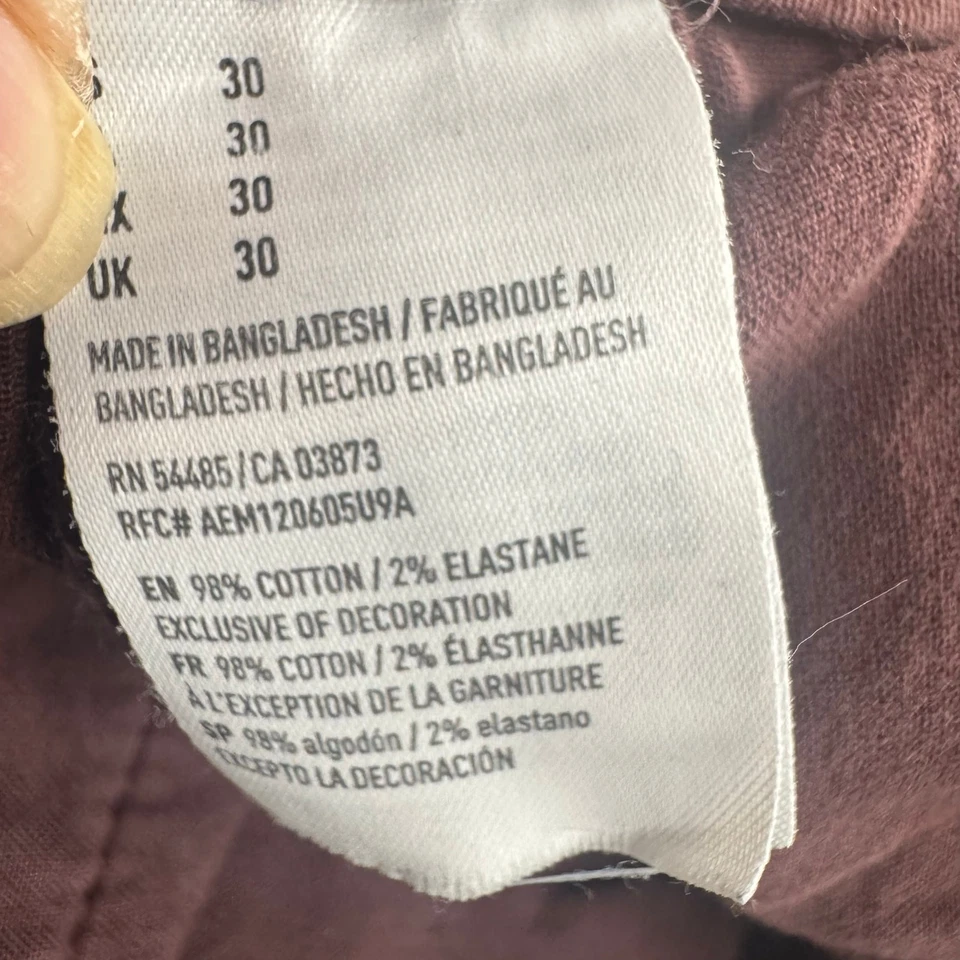 30
30
30
UK 30
MADE IN BANGLADESH / FABRIQUÉ AU
BANGLADESH / HECHO EN BANGLADESH
RN 54485 / CA 03873
RFC# AEM120605U9A
EN 98% COTTON / 2% ELASTANE
EXCLUSIVE OF DECORATION
FR 98% COTON / 2% ÉLASTHANNE
À L'EXCEPTION DE LA GARNITURE
SP 98% algodón / 2% elastano
EXCEPTO LA DECORACIÓN